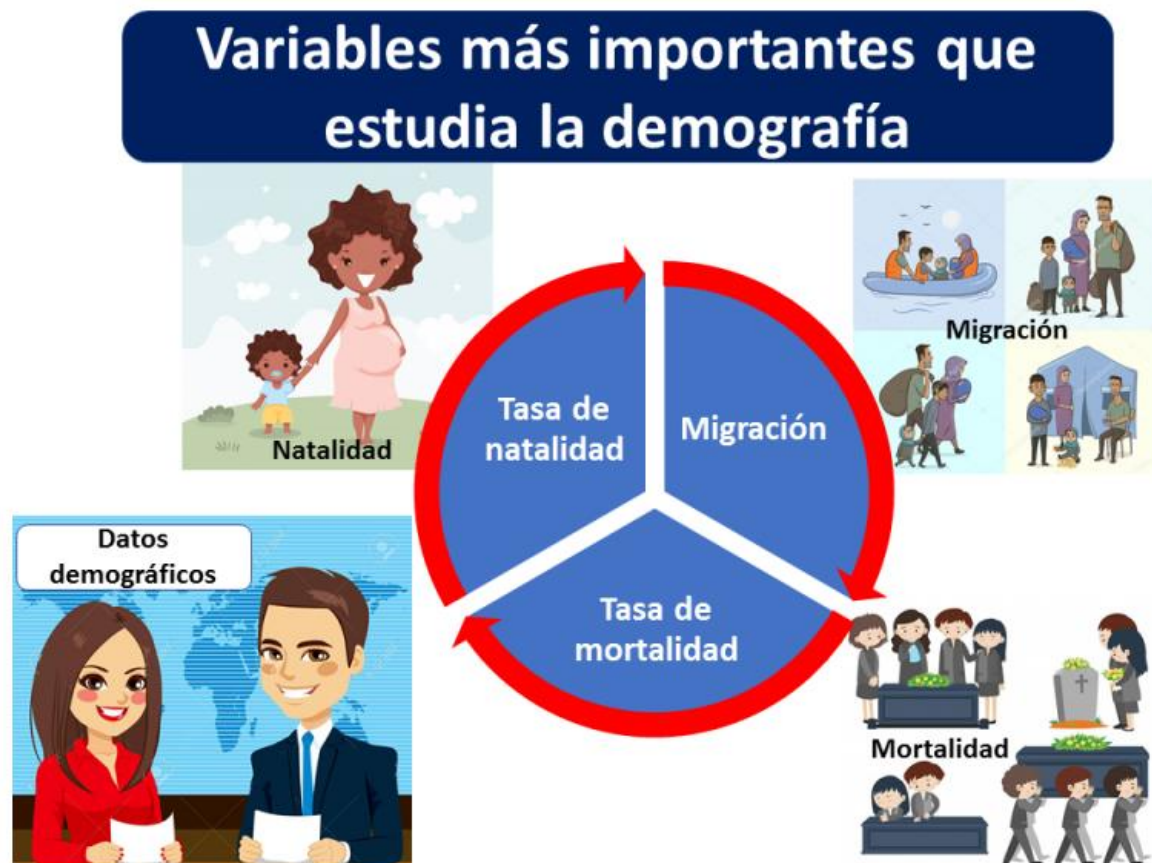 Variables más importantes que
estudia la demografía
Natalidad
Migración
Tasa de
natalidad
Migración
Datos
demográficos
Tasa de
mortalidad
Mortalidad